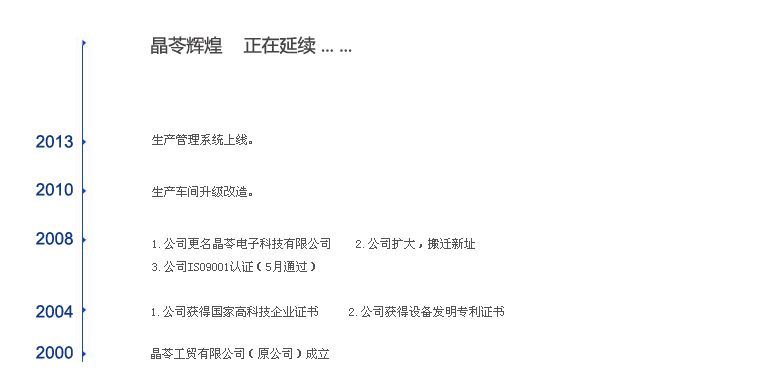 晶苓辉煌 正在延续 ... ...
2013 生产管理系统上线。
2010 生产车间升级改造。
2008 1.公司更名晶苓电子科技有限公司 2.公司扩大，搬迁新址
3.公司ISO9001认证（5月通过）
2004 1.公司获得国家高科技企业证书 2.公司获得设备发明专利证书
2000 晶苓工贸有限公司（原公司）成立